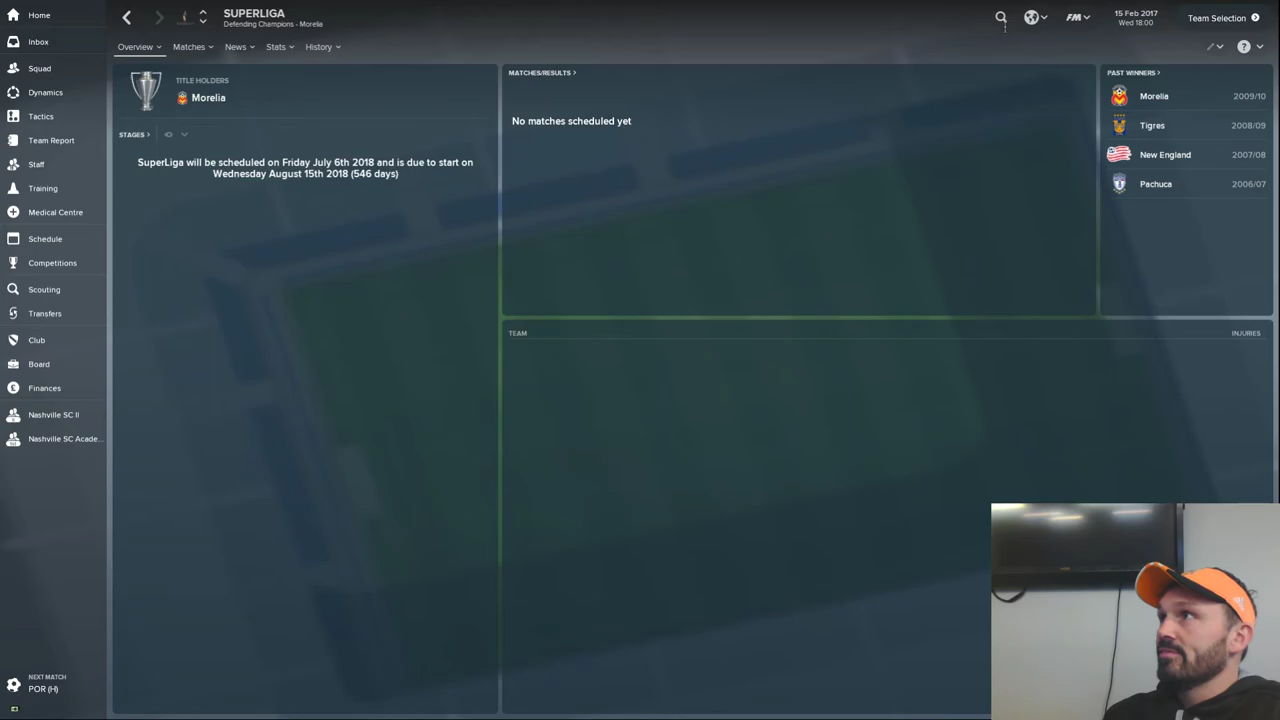 Home
Inbox
Squad
Dynamics
Tactics
Team Report
Staff
Training
Medical Centre
Schedule
Competitions
Scouting
Transfers
Club
Board
Finances
Nashville SC II
Nashville SC Acade...
NEXT MATCH
POR (H)
SUPERLIGA
Defending Champions - Morelia
FM
15 Feb 2017
Wed 18:00
Team Selection
Overview
Matches
News
Stats
History
TITLE HOLDERS
Morelia
STAGES
SuperLiga will be scheduled on Friday July 6th 2018 and is due to start on
Wednesday August 15th 2018 (546 days)
MATCHES/RESULTS
No matches scheduled yet
TEAM
INJURIES
PAST WINNERS
Morelia 2009/10
Tigres 2008/09
New England 2007/08
Pachuca 2006/07